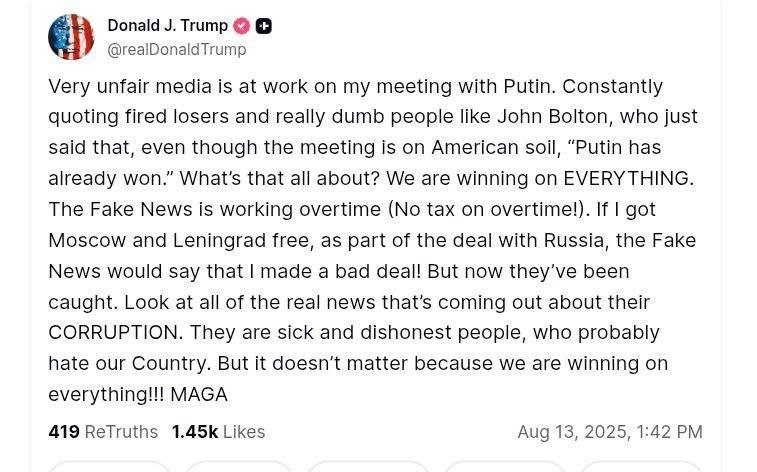 Donald J. Trump
@realDonaldTrump
Very unfair media is at work on my meeting with Putin. Constantly
quoting fired losers and really dumb people like John Bolton, who just
said that, even though the meeting is on American soil, “Putin has
already won.” What’s that all about? We are winning on EVERYTHING.
The Fake News is working overtime (No tax on overtime!). If I got
Moscow and Leningrad free, as part of the deal with Russia, the Fake
News would say that I made a bad deal! But now they’ve been
caught. Look at all of the real news that’s coming out about their
CORRUPTION. They are sick and dishonest people, who probably
hate our Country. But it doesn’t matter because we are winning on
everything!!! MAGA
419 ReTruths 1.45k Likes Aug 13, 2025, 1:42 PM